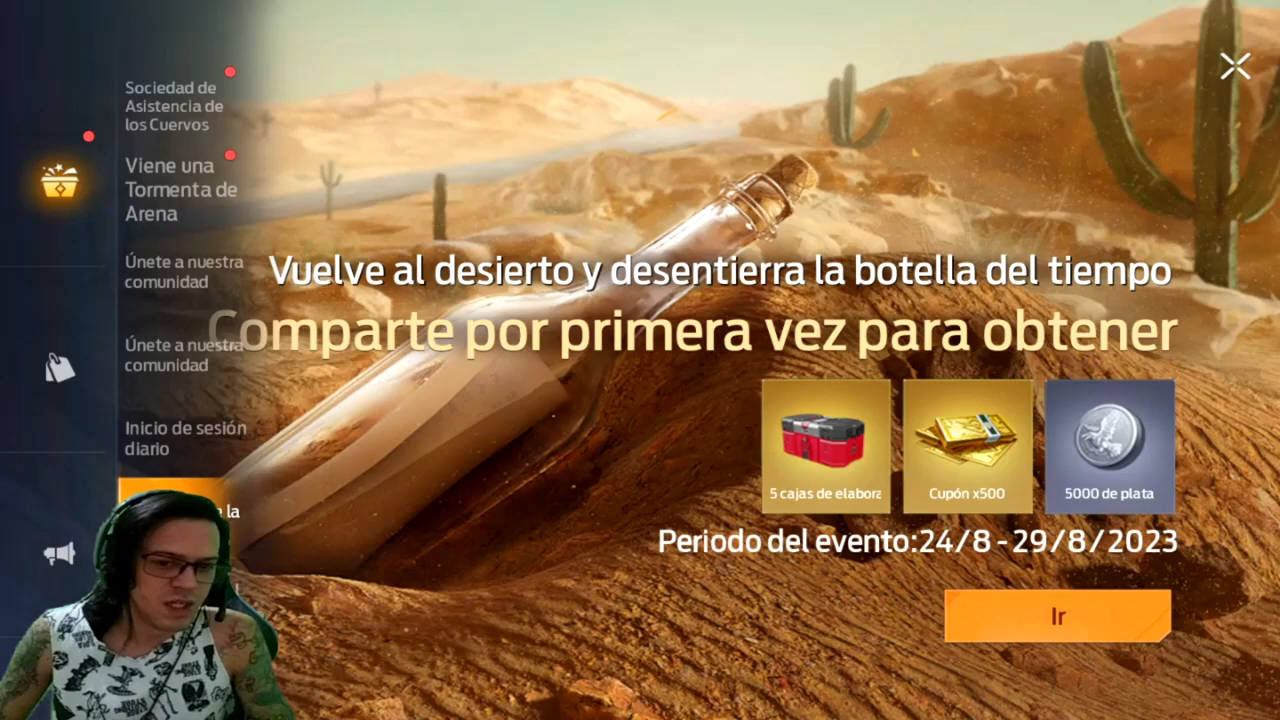 Sociedad de
Asistencia de
los Cuervos
Viene una
Tormenta de
Arena
Únete a nuestra
comunidad
Únete a nuestra
comunidad
Inicio de sesión
diario
la
Vuelve al desierto y desentierra la botella del tiempo
Comparte por primera vez para obtener
5 cajas de elabora
Cupón x500
5000 de plata
Periodo del evento:24/8-29/8/2023
Ir